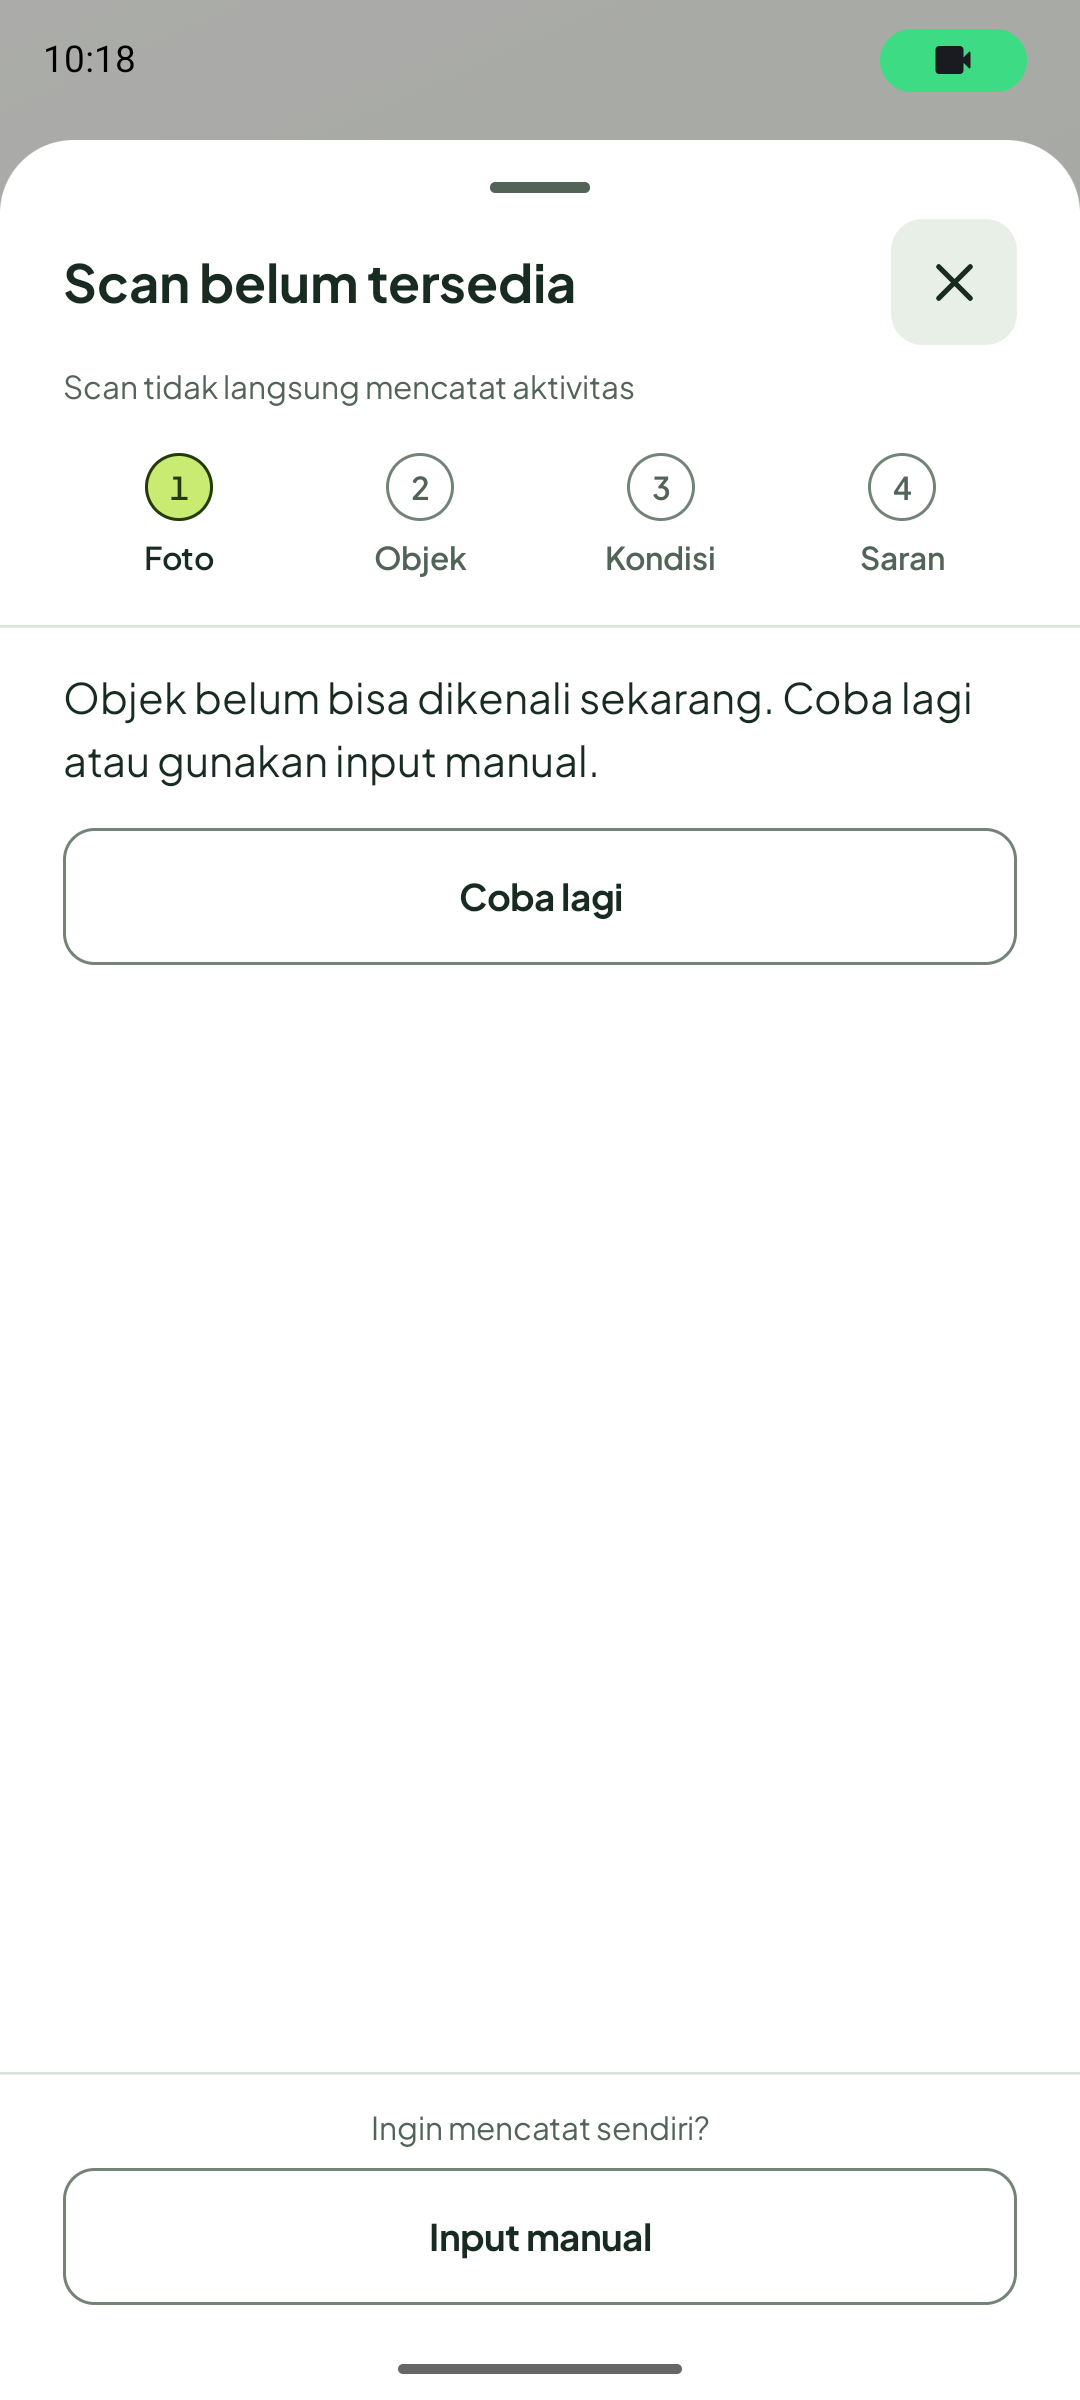 10:18
Scan belum tersedia
Scan tidak langsung mencatat aktivitas
1 2 3 4
Foto Objek Kondisi Saran
Objek belum bisa dikenali sekarang. Coba lagi
atau gunakan input manual.
Coba lagi
Ingin mencatat sendiri?
Input manual